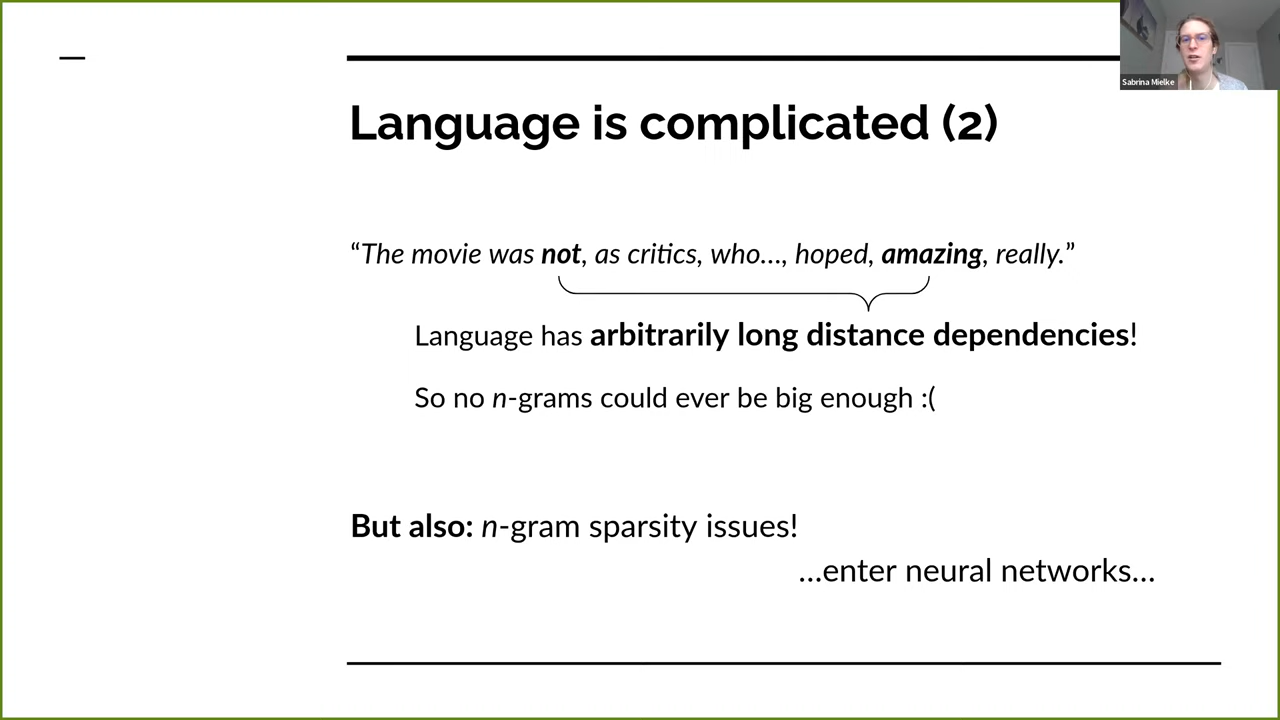 Sabrina Mielke
Language is complicated (2)
“The movie was not, as critics, who…, hoped, amazing, really.”
Language has arbitrarily long distance dependencies!
So no n-grams could ever be big enough :(
But also: n-gram sparsity issues!
…enter neural networks…